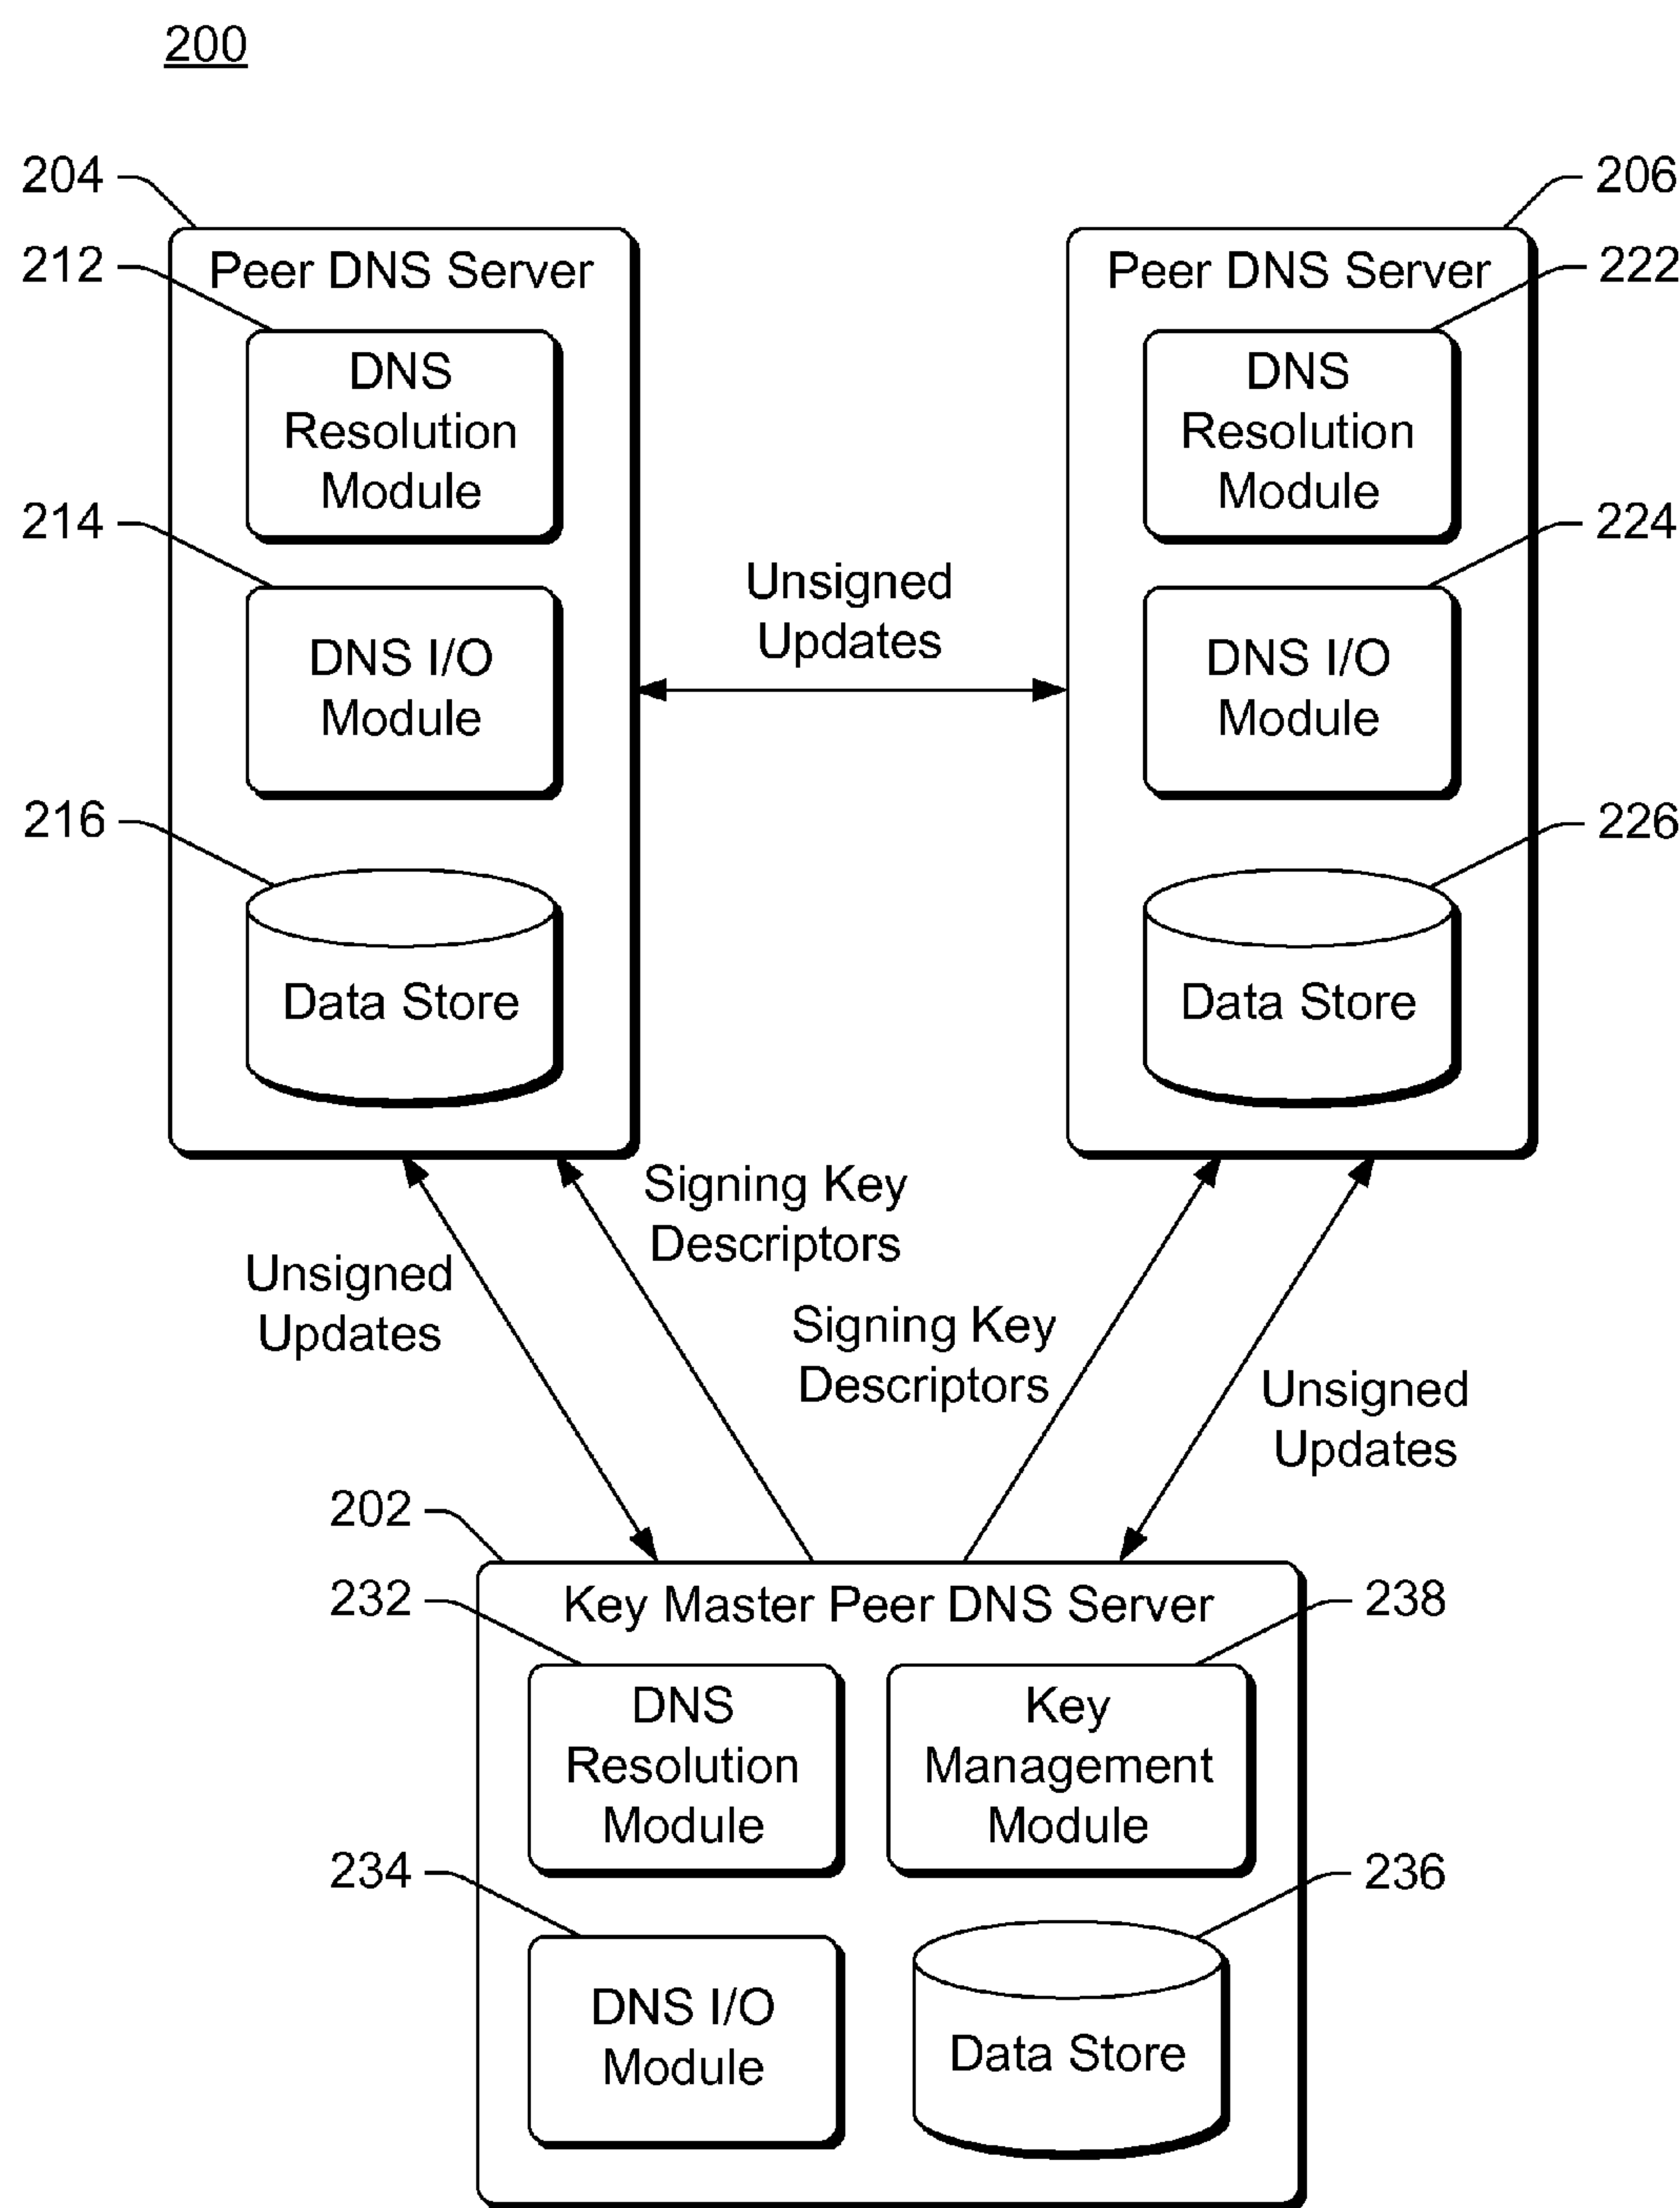 200
204
206
Peer DNS Server
Peer DNS Server
212
222
DNS
Resolution
Module
DNS
Resolution
Module
214
224
DNS I/O
Module
Unsigned
Updates
DNS I/O
Module
216
226
Data Store
Data Store
Unsigned
Updates
Signing Key
Descriptors
Signing Key
Descriptors
Unsigned
Updates
202
Key Master Peer DNS Server
232
238
DNS
Resolution
Module
Key
Management
Module
234
236
DNS I/O
Module
Data Store